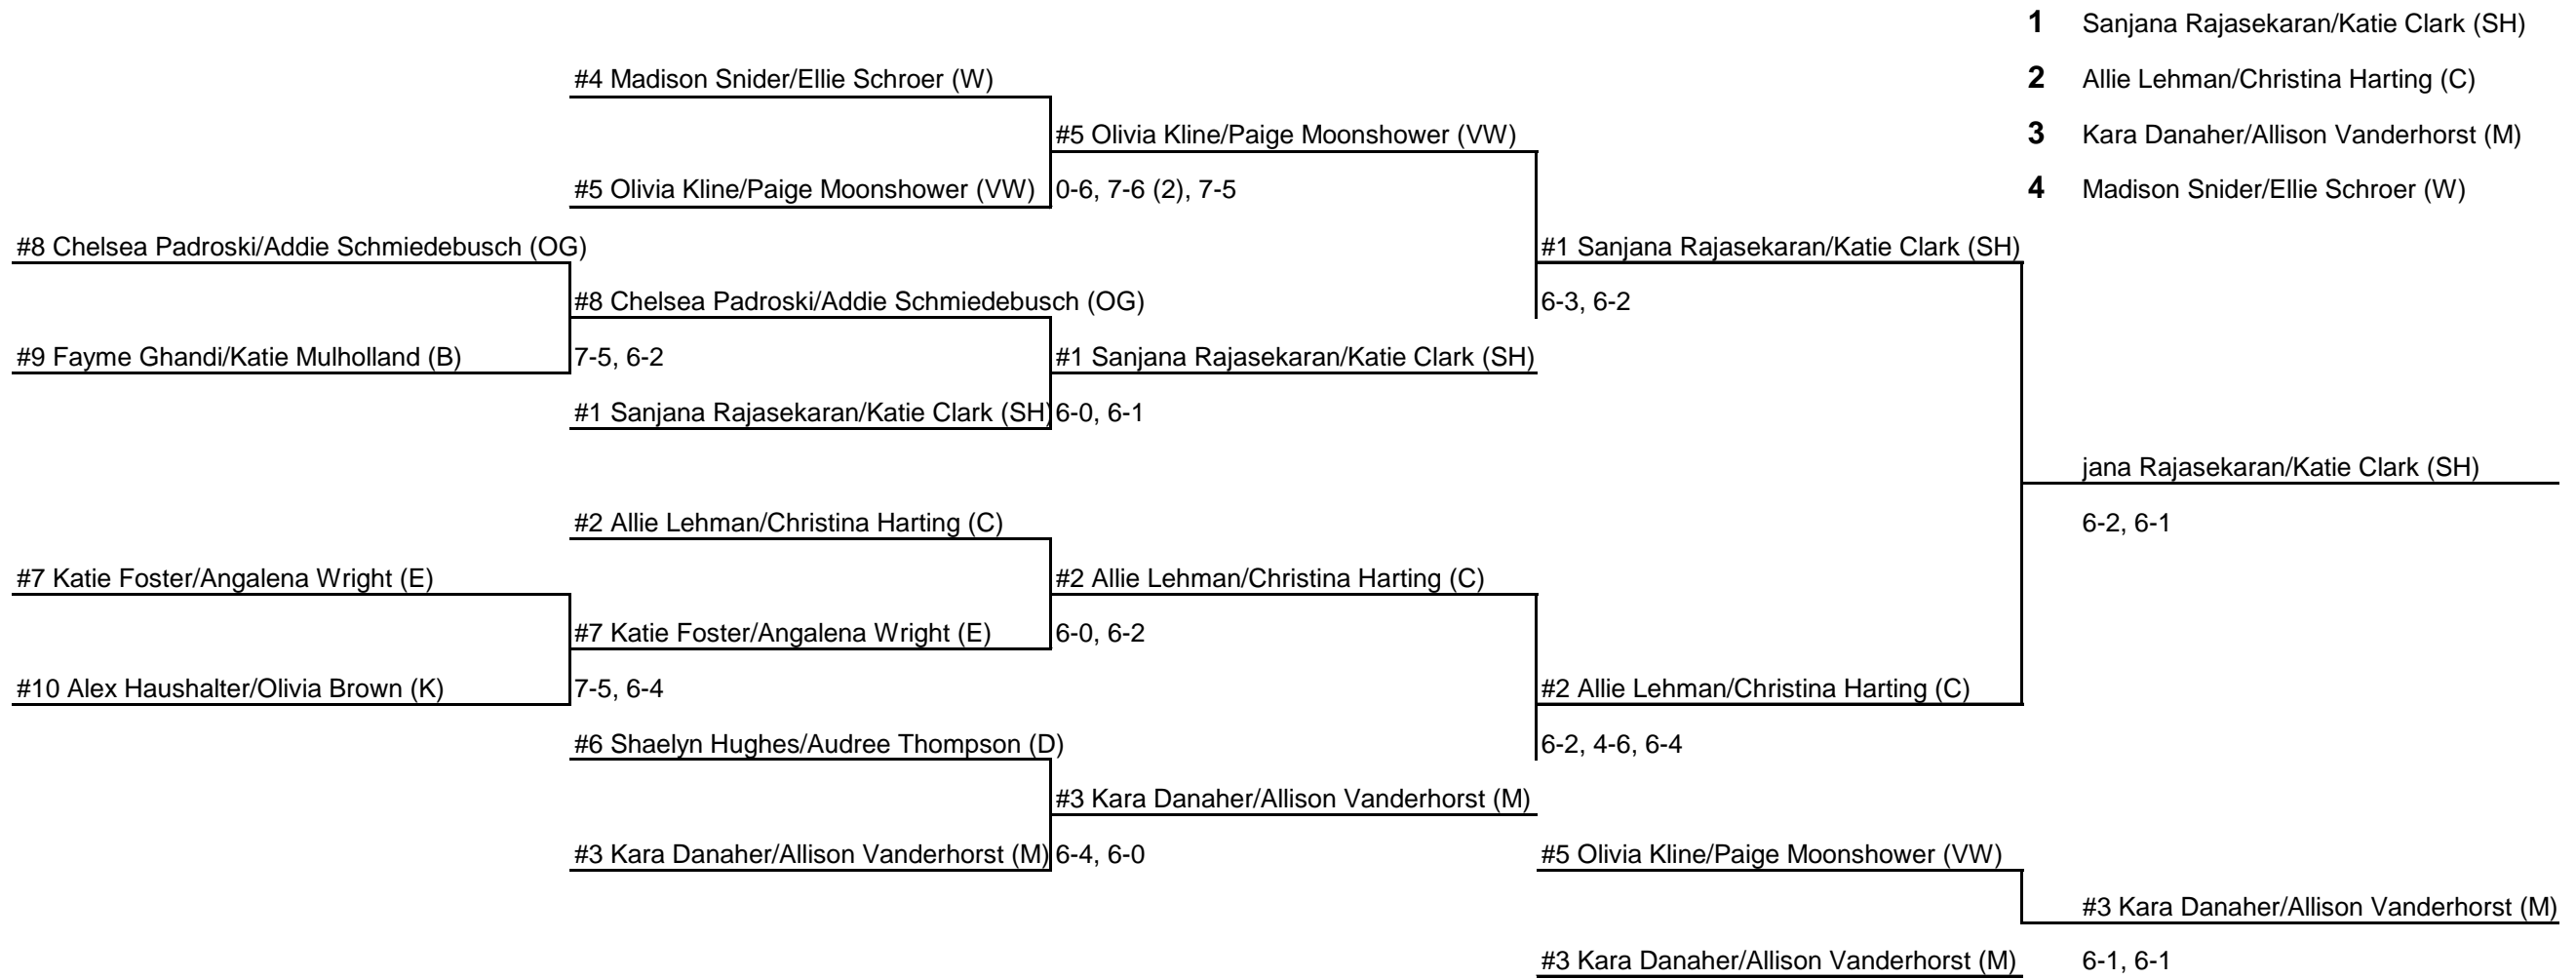 1 Sanjana Rajasekaran/Katie Clark (SH)
#4 Madison Snider/Ellie Schroer (W)
2 Allie Lehman/Christina Harting (C)
#5 Olivia Kline/Paige Moonshower (VW)
3 Kara Danaher/Allison Vanderhorst (M)
#5 Olivia Kline/Paige Moonshower (VW)
0-6, 7-6 (2), 7-5
4 Madison Snider/Ellie Schroer (W)
#8 Chelsea Padroski/Addie Schmiedebusch (OG)
#1 Sanjana Rajasekaran/Katie Clark (SH)
#8 Chelsea Padroski/Addie Schmiedebusch (OG)
6-3, 6-2
#9 Fayme Ghandi/Katie Mulholland (B)
7-5, 6-2
#1 Sanjana Rajasekaran/Katie Clark (SH)
#1 Sanjana Rajasekaran/Katie Clark (SH)
6-0, 6-1
jana Rajasekaran/Katie Clark (SH)
#2 Allie Lehman/Christina Harting (C)
6-2, 6-1
#7 Katie Foster/Angalena Wright (E)
#2 Allie Lehman/Christina Harting (C)
#7 Katie Foster/Angalena Wright (E)
6-0, 6-2
#10 Alex Haushalter/Olivia Brown (K)
7-5, 6-4
#2 Allie Lehman/Christina Harting (C)
#6 Shaelyn Hughes/Audree Thompson (D)
6-2, 4-6, 6-4
#3 Kara Danaher/Allison Vanderhorst (M)
#3 Kara Danaher/Allison Vanderhorst (M)
6-4, 6-0
#5 Olivia Kline/Paige Moonshower (VW)
#3 Kara Danaher/Allison Vanderhorst (M)
#3 Kara Danaher/Allison Vanderhorst (M)
6-1, 6-1